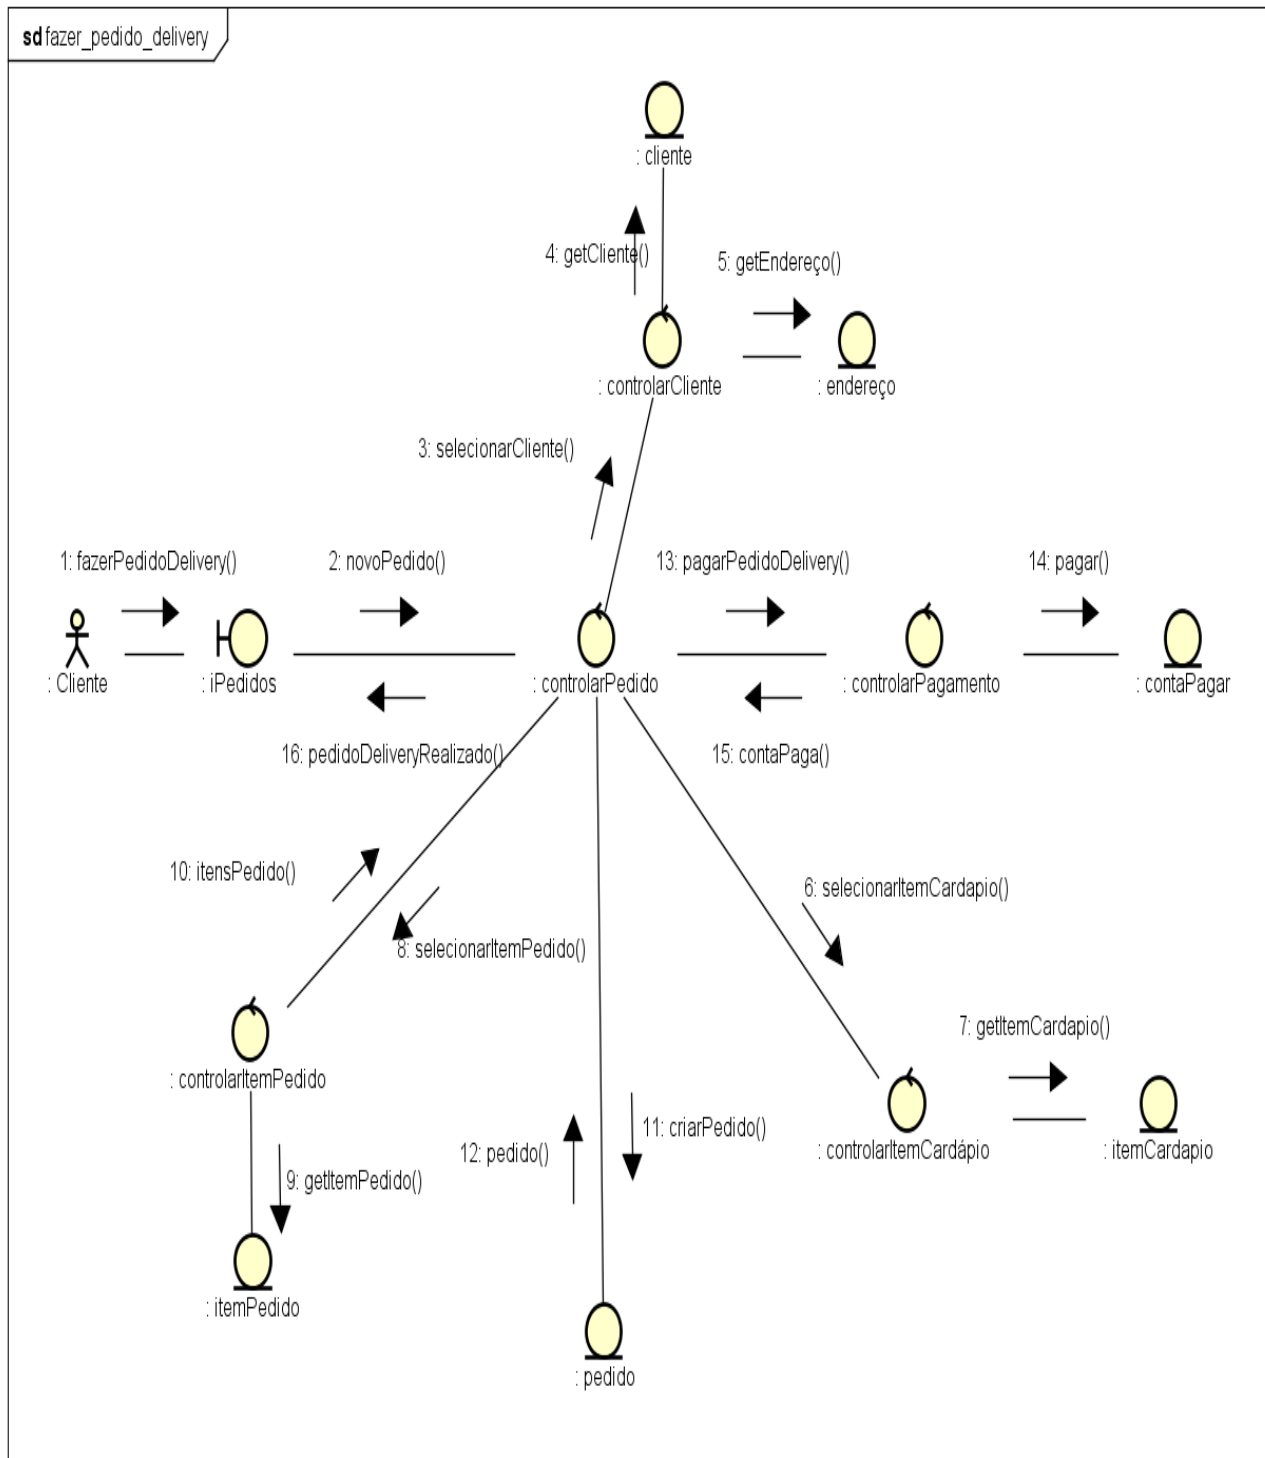 sd fazer_pedido_delivery
: cliente
4: getCliente()
5: getEndereço()
: controlarCliente
: endereço
3: selecionarCliente()
1: fazerPedidoDelivery()
2: novoPedido()
13: pagarPedidoDelivery()
14: pagar()
: Cliente
: iPedidos
: controlarPedido
: controlarPagamento
: contaPagar
16: pedidoDeliveryRealizado()
15: contaPaga()
10: itensPedido()
6: selecionarItemCardapio()
8: selecionarItemPedido()
7: getItemCardapio()
: controlarItemPedido
11: criarPedido()
12: pedido()
: controlarItemCardápio
: itemCardapio
9: getItemPedido()
: itemPedido
: pedido